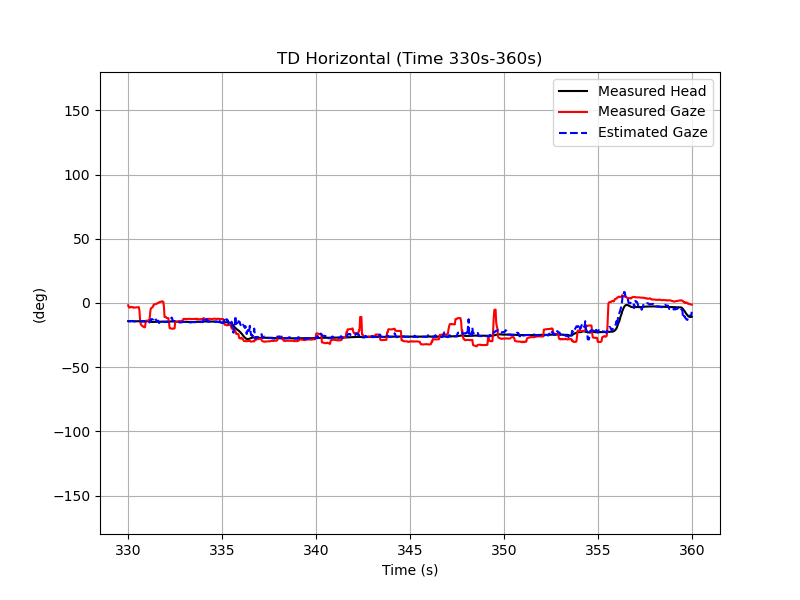 TD Horizontal (Time 330s-360s)
Measured Head
Measured Gaze
Estimated Gaze
150
100
50
0
−50
−100
−150
(deg)
330
335
340
345
350
355
360
Time (s)